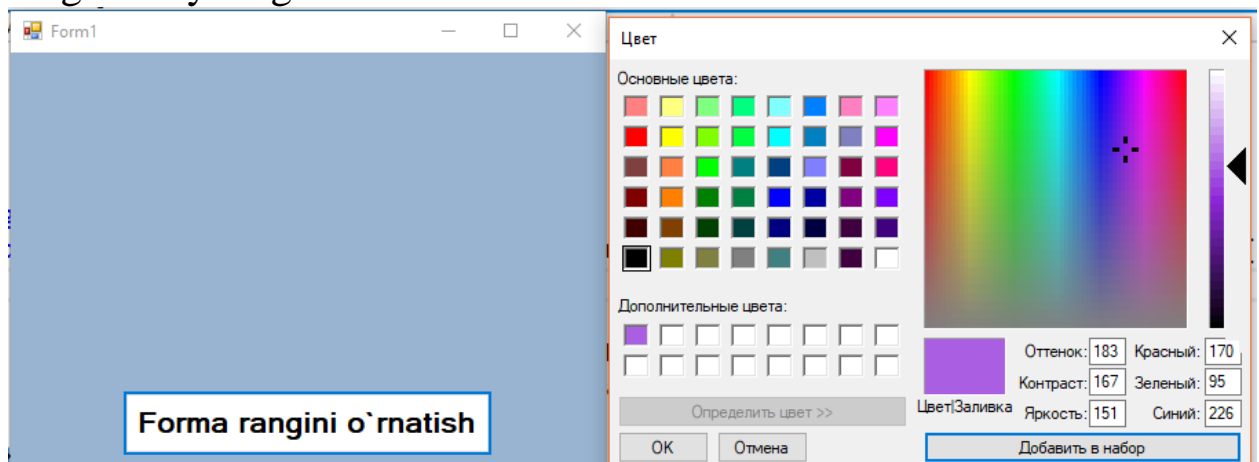 Form1
Forma rangini o`rnatish
Цвет
Основные цвета:
Дополнительные цвета:
Определить цвет >>
OK
Отмена
Цвет|Заливка
Оттенок: 183
Красный: 170
Контраст: 167
Зеленый: 95
Яркость: 151
Синий: 226
Добавить в набор